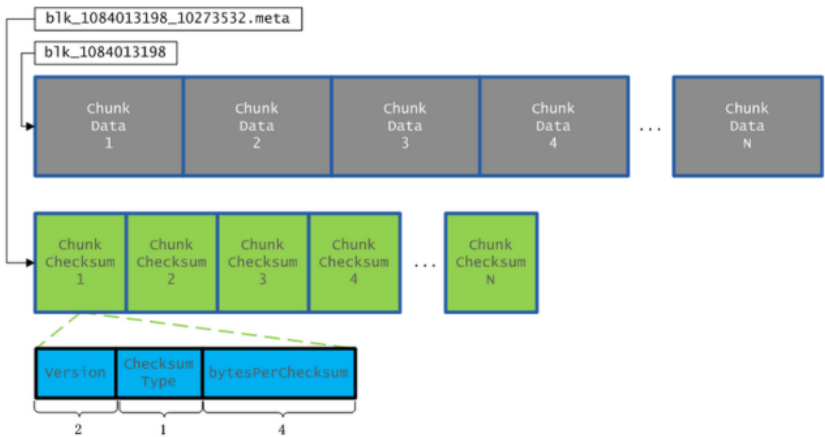 blk_1084013198_10273532.meta
blk_1084013198
Chunk
Data
1
Chunk
Data
2
Chunk
Data
3
Chunk
Data
4
...
Chunk
Data
N
Chunk
Checksum
1
Chunk
Checksum
2
Chunk
Checksum
3
Chunk
Checksum
4
...
Chunk
Checksum
N
Version
Checksum
Type
bytesPerChecksum
2
1
4